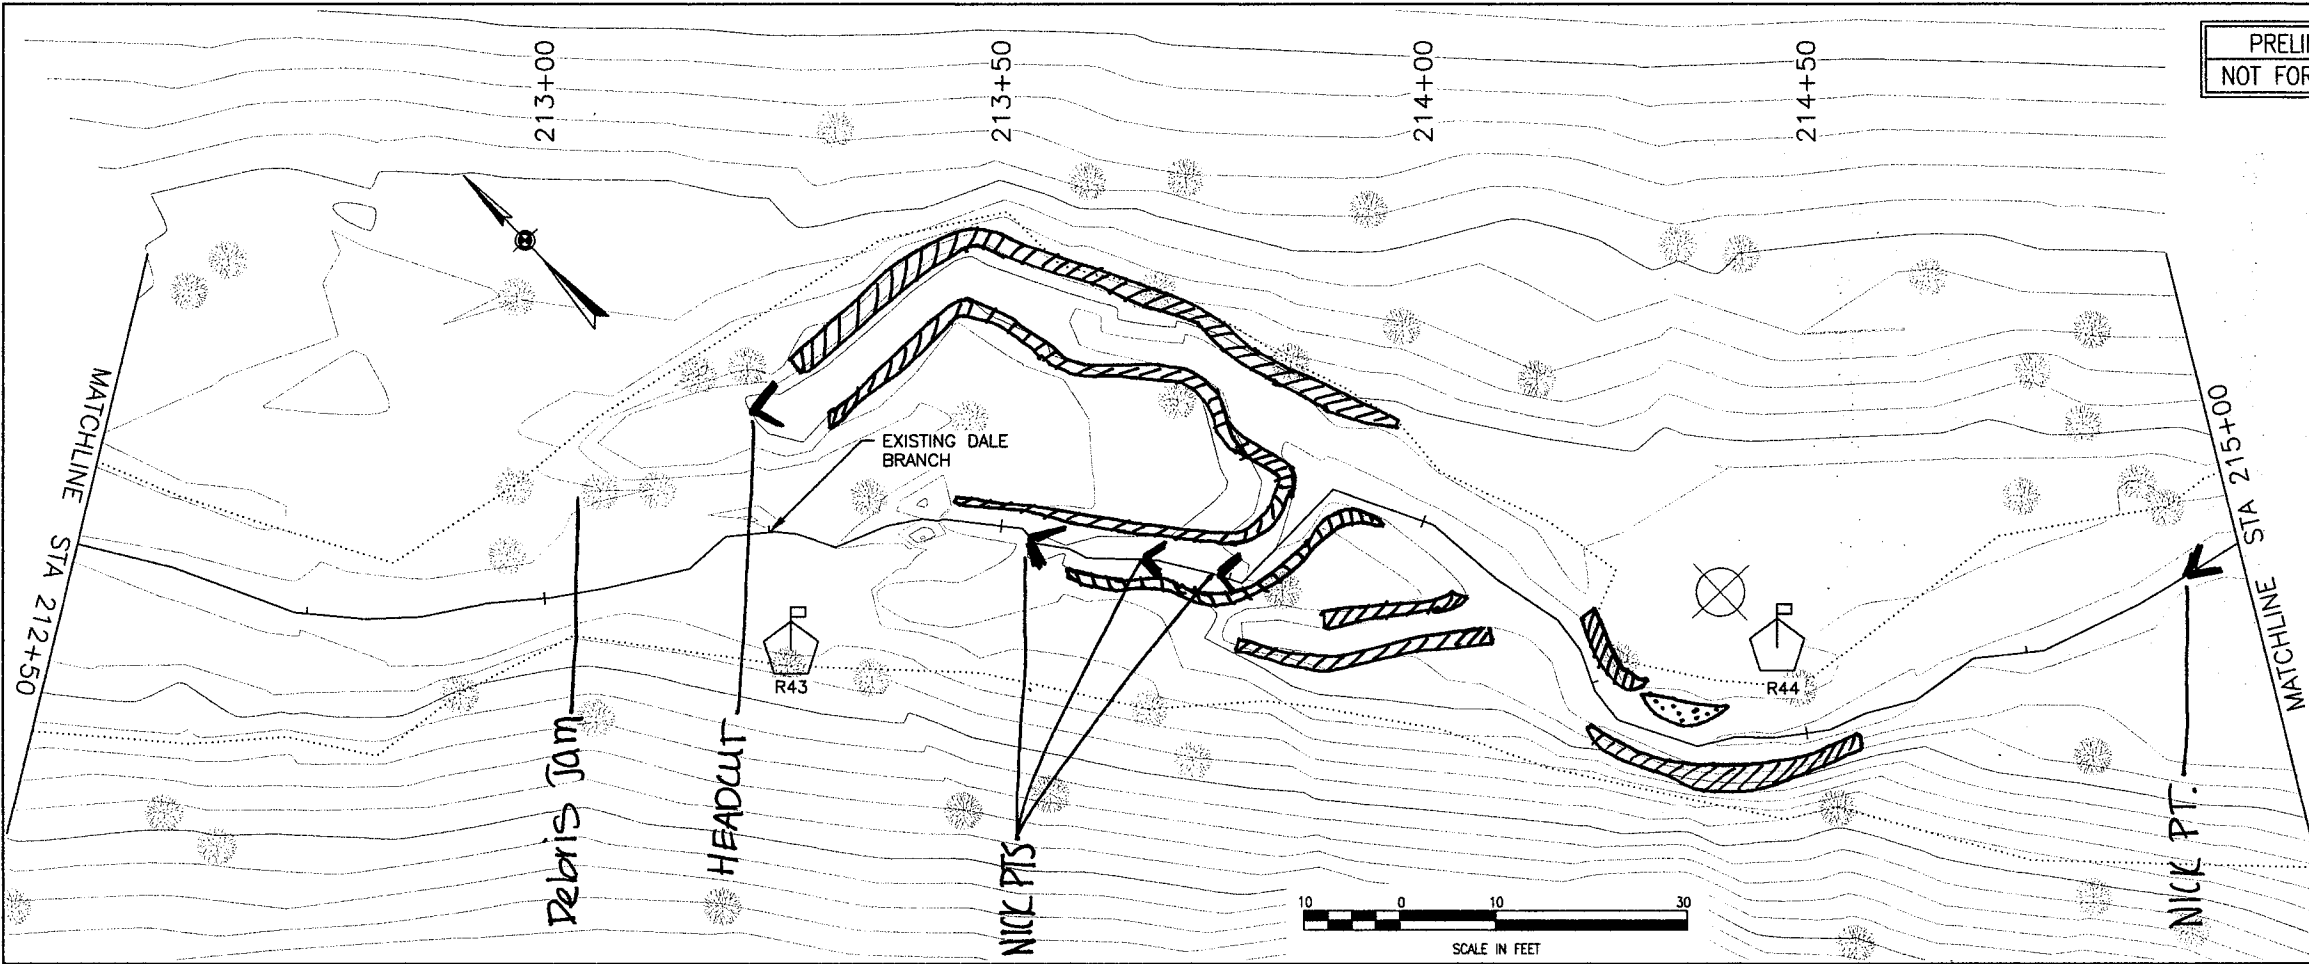 PRELI
NOT FOR
213+00
213+50
214+00
214+50
MATCHLINE STA 212+50
MATCHLINE STA 215+00
EXISTING DALE
BRANCH
R43
R44
Debris Jam
HEADCUT
NICK PTS
NICK PT.
10 0 10 30
SCALE IN FEET